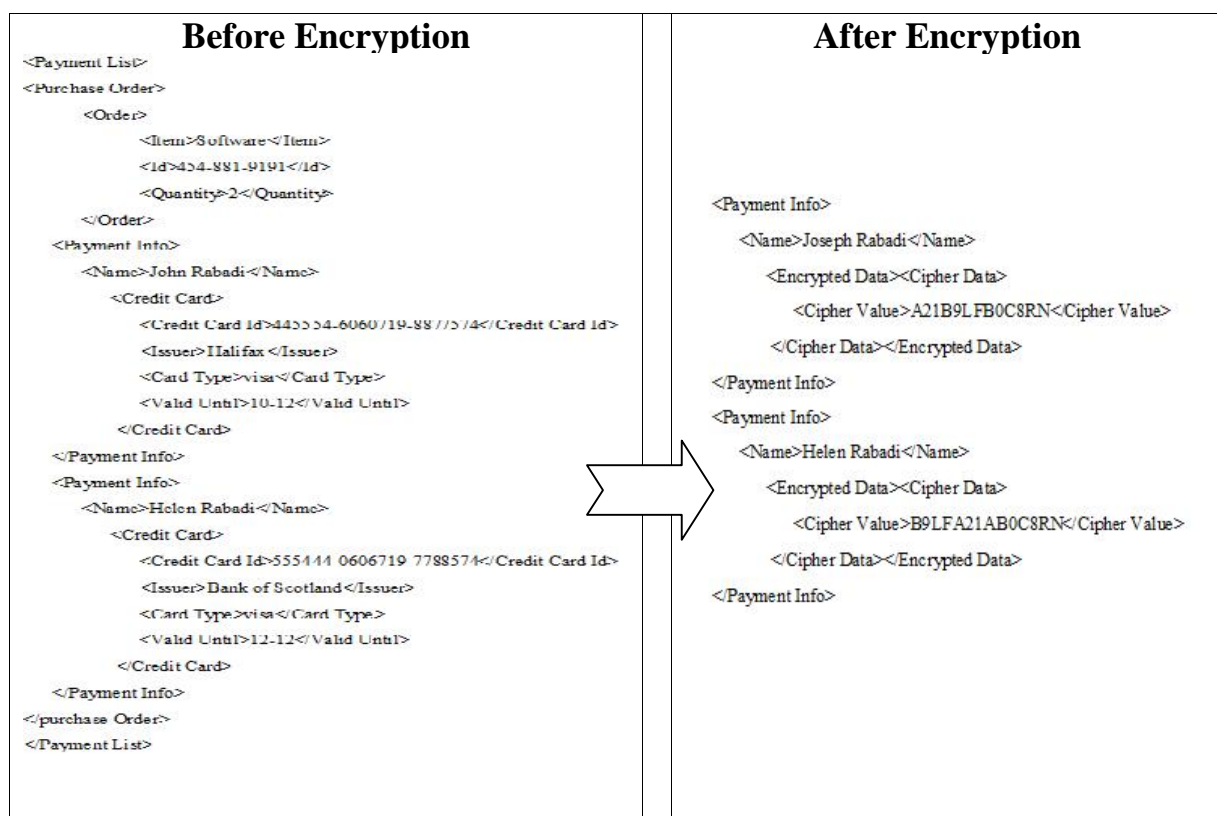 Before Encryption
<Payment List>
<Purchase Order>
<Order>
<Item>Software</Item>
<Id>454-881-9191</Id>
<Quantity>2</Quantity>
</Order>
<Payment Info>
<Name>John Rabadi</Name>
<Credit Card>
<Credit Card Id>445554-6060719-8877574</Credit Card Id>
<Issuer>Halifax</Issuer>
<Card Type>visa</Card Type>
<Valid Until>10-12</Valid Until>
</Credit Card>
</Payment Info>
<Payment Info>
<Name>Helen Rabadi</Name>
<Credit Card>
<Credit Card Id>555444 0606719 7788574</Credit Card Id>
<Issuer>Bank of Scotland</Issuer>
<Card Type>visa</Card Type>
<Valid Until>12-12</Valid Until>
</Credit Card>
</Payment Info>
</purchase Order>
</Payment List>
After Encryption
<Payment Info>
<Name>Joseph Rabadi</Name>
<Encrypted Data><Cipher Data>
<Cipher Value>A21B9LFB0C8RN</Cipher Value>
</Cipher Data></Encrypted Data>
</Payment Info>
<Payment Info>
<Name>Helen Rabadi</Name>
<Encrypted Data><Cipher Data>
<Cipher Value>B9LFA21AB0C8RN</Cipher Value>
</Cipher Data></Encrypted Data>
</Payment Info>